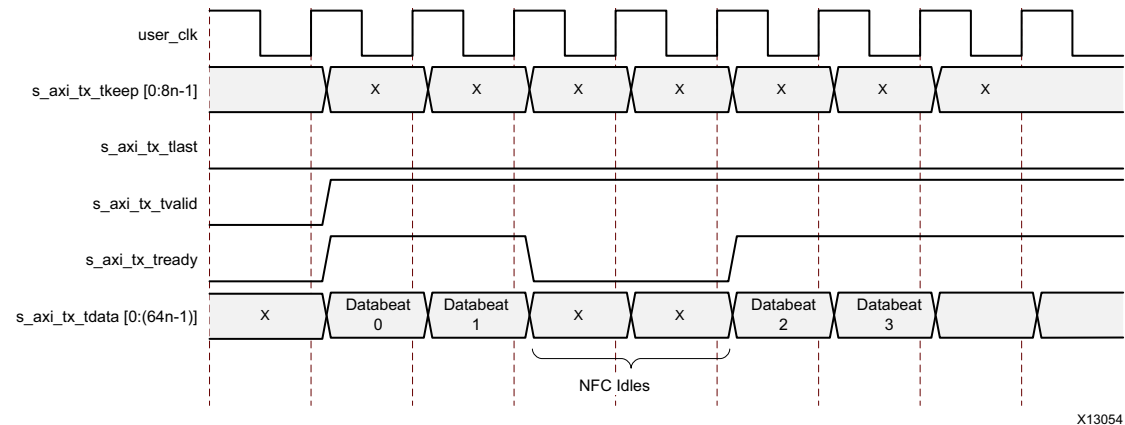 user_clk
s_axi_tx_tkeep [0:8n-1]
X X X X X X X
s_axi_tx_tlast
s_axi_tx_tvalid
s_axi_tx_tready
s_axi_tx_tdata [0:(64n-1)]
X
Databeat
0
Databeat
1
X
X
Databeat
2
Databeat
3
NFC Idles
X13054